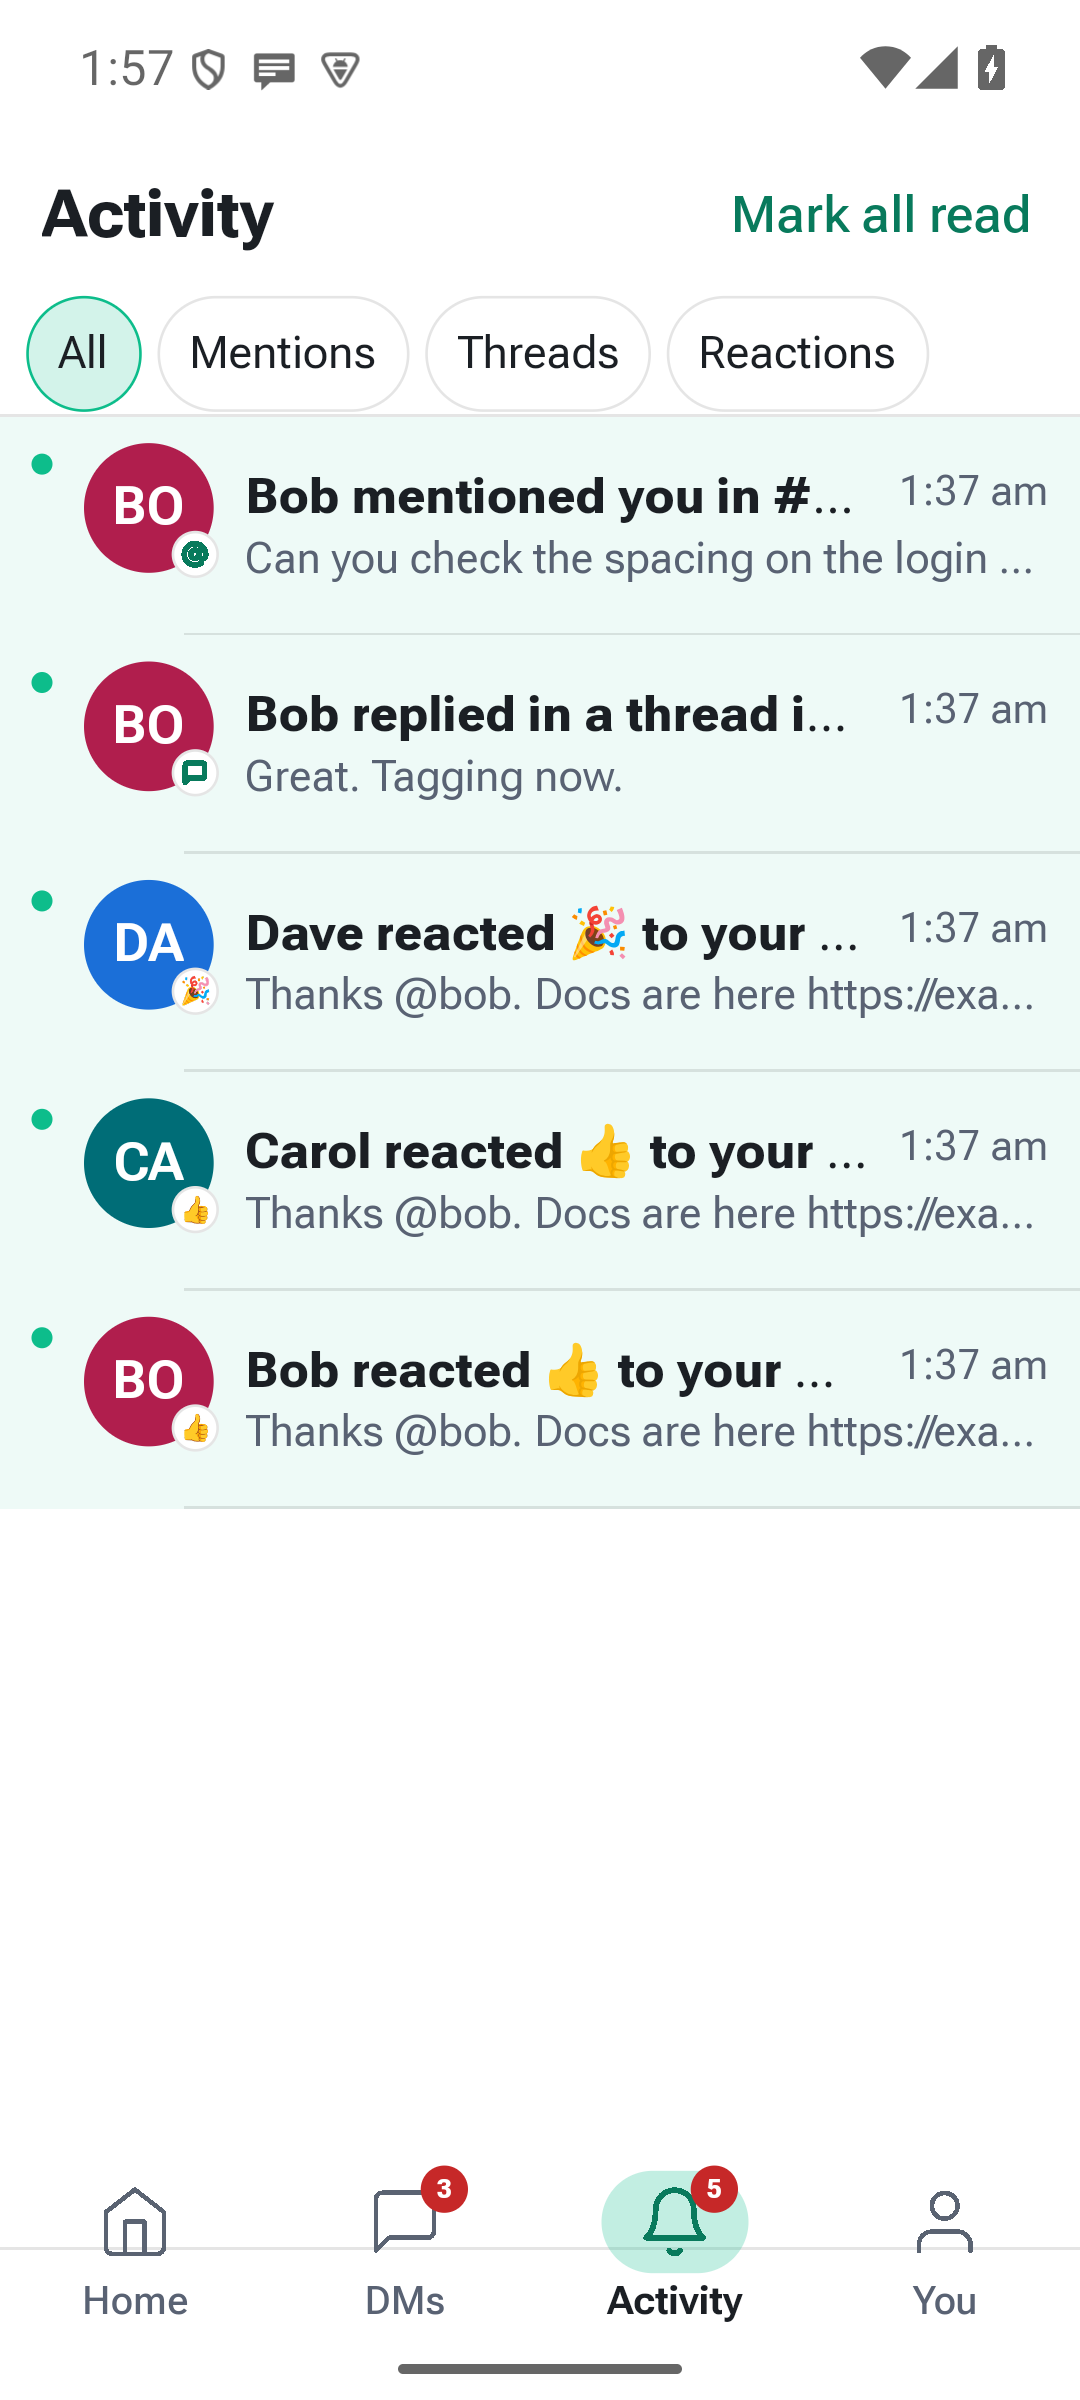 1:57
Activity
Mark all read
All
Mentions
Threads
Reactions
BO
Bob mentioned you in #...
1:37 am
Can you check the spacing on the login ...
BO
Bob replied in a thread i...
1:37 am
Great. Tagging now.
DA
Dave reacted 🎉 to your ...
1:37 am
Thanks @bob. Docs are here https://exa...
CA
Carol reacted 👍 to your ...
1:37 am
Thanks @bob. Docs are here https://exa...
BO
Bob reacted 👍 to your ...
1:37 am
Thanks @bob. Docs are here https://exa...
3
5
Home
DMs
Activity
You